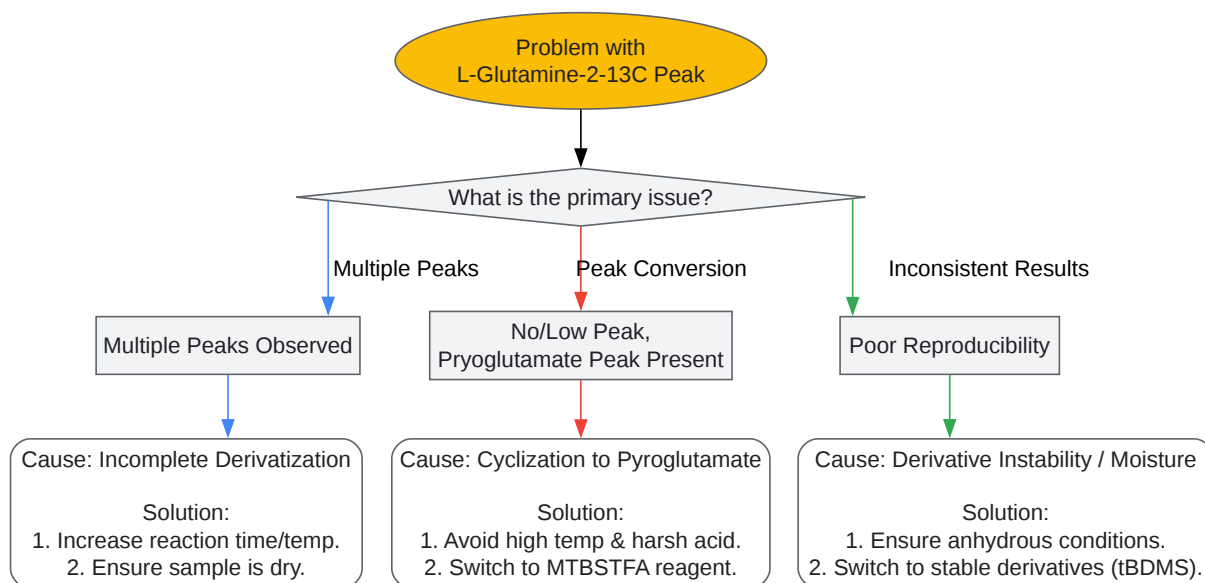 Problem with
L-Glutamine-2-13C Peak
What is the primary issue?
Multiple Peaks
Peak Conversion
Inconsistent Results
Multiple Peaks Observed
No/Low Peak,
Pryoglutamate Peak Present
Poor Reproducibility
Cause: Incomplete Derivatization
Solution:
1. Increase reaction time/temp.
2. Ensure sample is dry.
Cause: Cyclization to Pyroglutamate
Solution:
1. Avoid high temp & harsh acid.
2. Switch to MTBSTFA reagent.
Cause: Derivative Instability / Moisture
Solution:
1. Ensure anhydrous conditions.
2. Switch to stable derivatives (tBDMS).